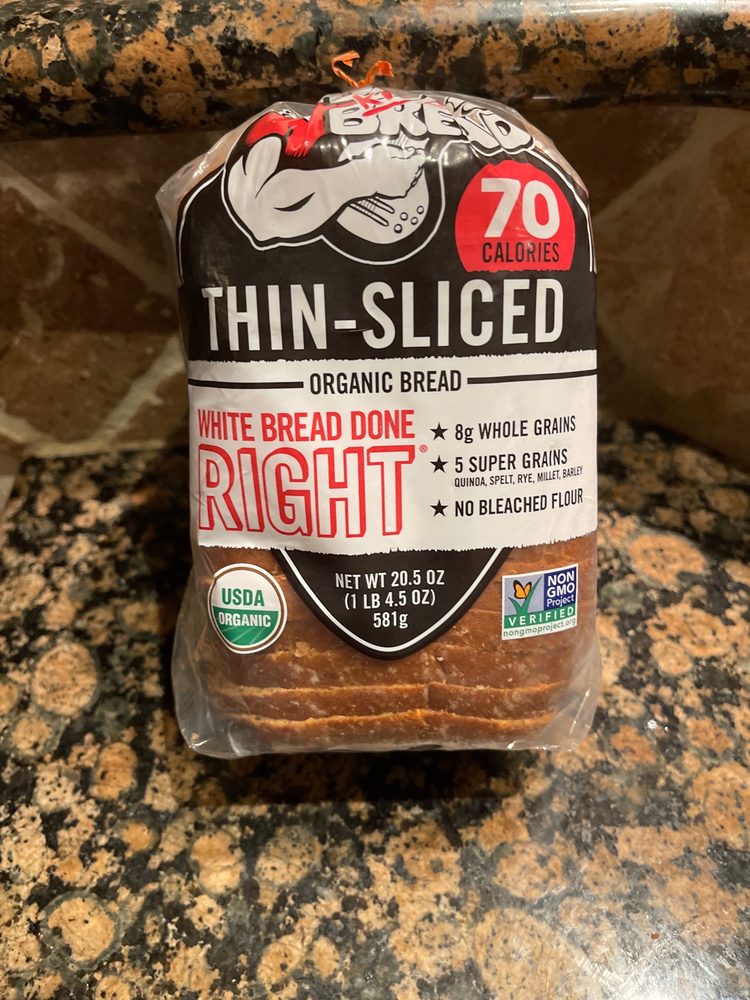 BREAD
70
CALORIES
THIN-SLICED
ORGANIC BREAD
WHITE BREAD DONE
RIGHT®
★ 8g WHOLE GRAINS
★ 5 SUPER GRAINS
QUINOA, SPELT, RYE, MILLET, BARLEY
★ NO BLEACHED FLOUR
NET WT 20.5 OZ
(1 LB 4.5 OZ)
581g
USDA
ORGANIC
NON
GMO
Project
VERIFIED
nongmoproject.org